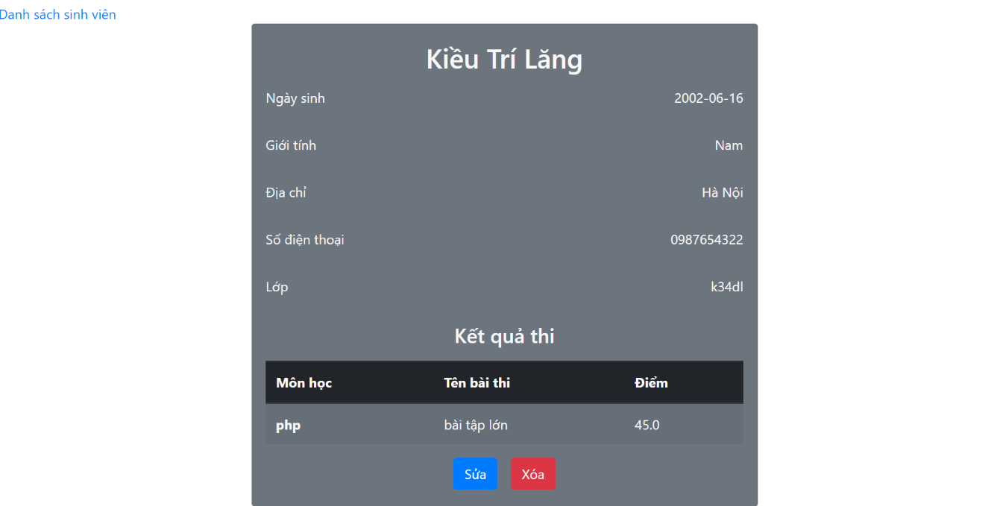 Danh sách sinh viên
Kiều Trí Lăng
Ngày sinh 2002-06-16
Giới tính Nam
Địa chỉ Hà Nội
Số điện thoại 0987654322
Lớp k34dl
Kết quả thi
Môn học Tên bài thi Điểm
php bài tập lớn 45.0
Sửa Xóa